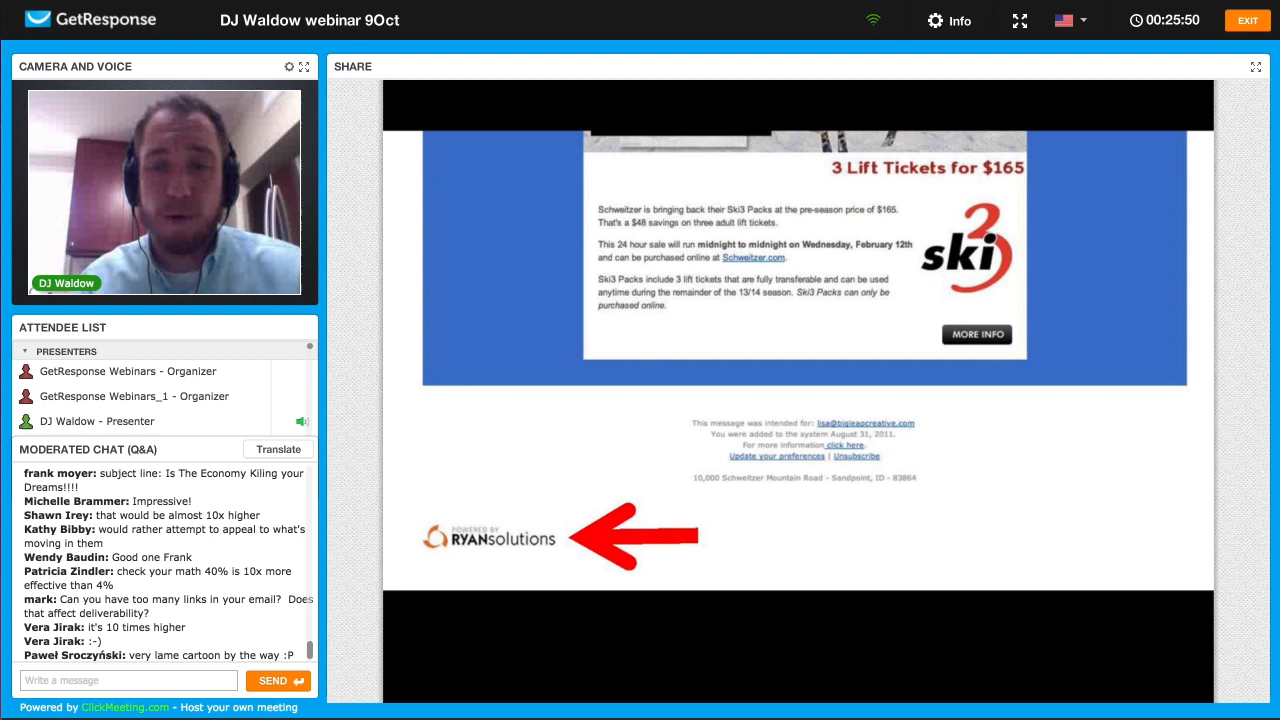 GetResponse
DJ Waldow webinar 9Oct
Info
00:25:50
EXIT
CAMERA AND VOICE
DJ Waldow
ATTENDEE LIST
PRESENTERS
GetResponse Webinars - Organizer
GetResponse Webinars_1 - Organizer
DJ Waldow - Presenter
MODERATED CHAT (Q&A)
Translate
frank moyer: subject line: Is The Economy Kiling your
Dreams!!!!
Michelle Brammer: Impressive!
Shawn Irey: that would be almost 10x higher
Kathy Bibby: would rather attempt to appeal to what's
moving in them
Wendy Baudin: Good one Frank
Patricia Zindler: check your math 40% is 10x more
effective than 4%
mark: Can you have too many links in your email? Does
that affect deliverability?
Vera Jirak: it's 10 times higher
Vera Jirak: :-)
Paweł Sroczyński: very lame cartoon by the way :P
Write a message
SEND
Powered by ClickMeeting.com - Host your own meeting
SHARE
3 Lift Tickets for $165
Schweitzer is bringing back their Ski3 Packs at the pre-season price of $165.
That's a $48 savings on three adult lift tickets.
This 24 hour sale will run midnight to midnight on Wednesday, February 12th
and can be purchased online at Schweitzer.com.
Ski3 Packs include 3 lift tickets that are fully transferable and can be used
anytime during the remainder of the 13/14 season. Ski3 Packs can only be
purchased online.
ski3
MORE INFO
This message was intended for: lisa@bigleapcreative.com
You were added to the system August 31, 2011.
For more information click here.
Update your preferences | Unsubscribe
10,000 Schweitzer Mountain Road - Sandpoint, ID - 83864
POWERED BY
RYANsolutions